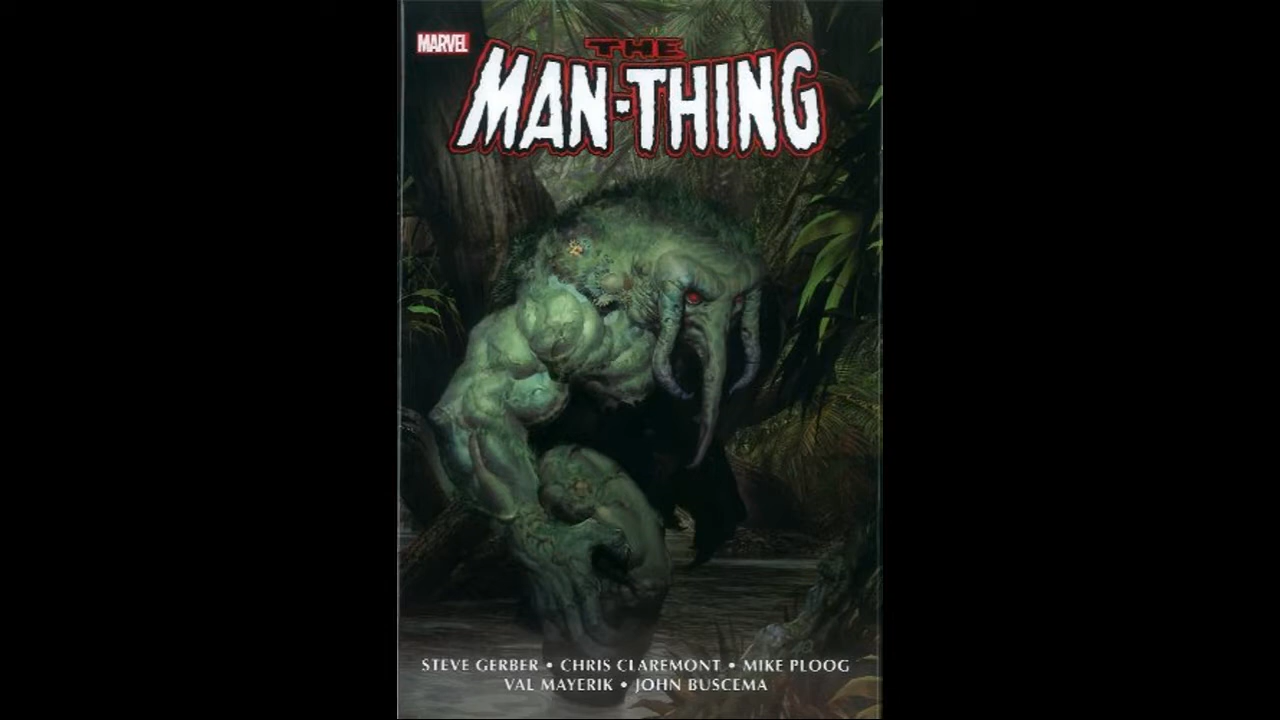 MARVEL
THE
MAN-THING
STEVE GERBER • CHRIS CLAREMONT • MIKE PLOOG
VAL MAYERIK • JOHN BUSCEMA